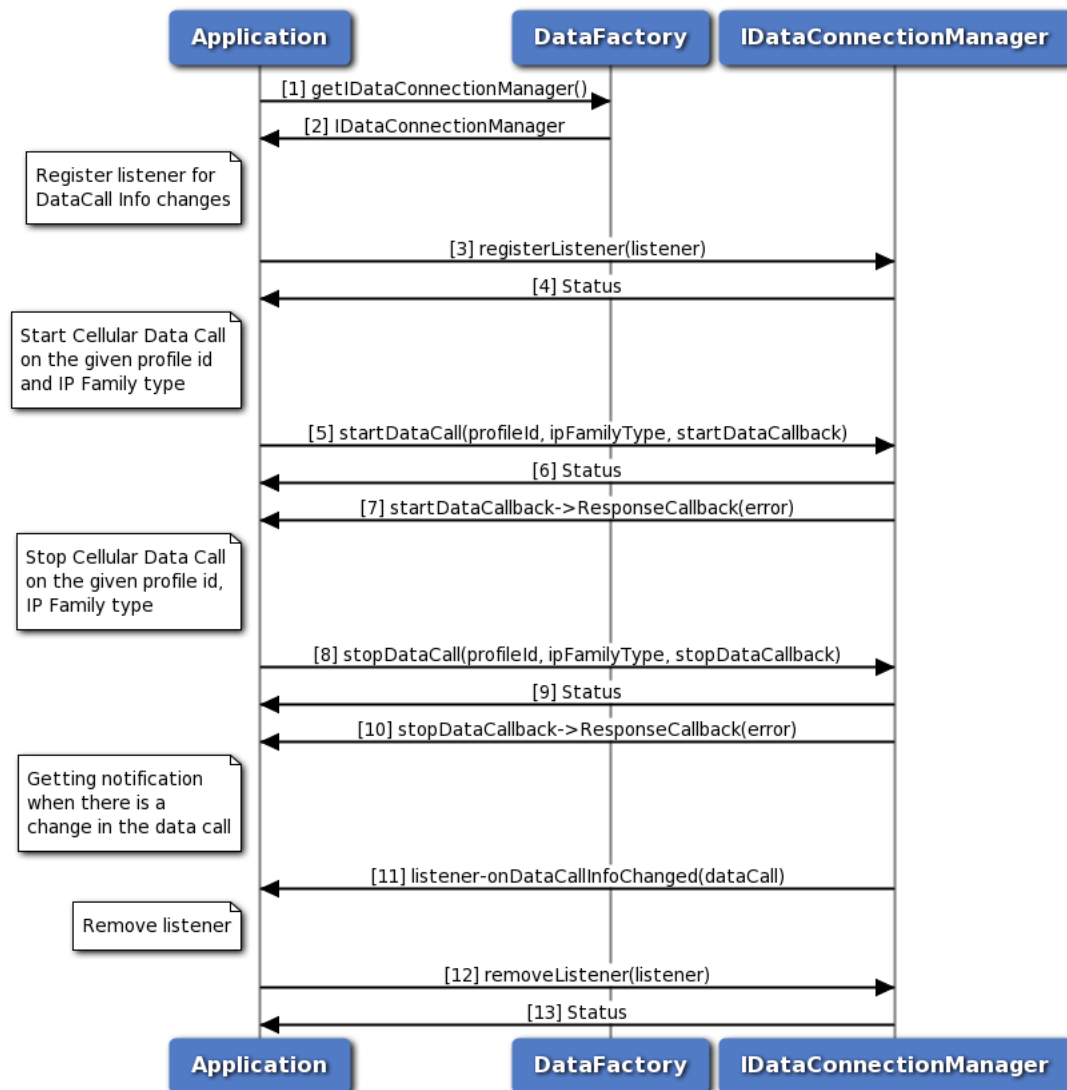 Application
DataFactory
IDataConnectionManager
[1] getIDataConnectionManager()
[2] IDataConnectionManager
Register listener for
DataCall Info changes
[3] registerListener(listener)
[4] Status
Start Cellular Data Call
on the given profile id
and IP Family type
[5] startDataCall(profileId, ipFamilyType, startDataCallback)
[6] Status
[7] startDataCallback->ResponseCallback(error)
Stop Cellular Data Call
on the given profile id,
IP Family type
[8] stopDataCall(profileId, ipFamilyType, stopDataCallback)
[9] Status
[10] stopDataCallback->ResponseCallback(error)
Getting notification
when there is a
change in the data call
[11] listener-onDataCallInfoChanged(dataCall)
Remove listener
[12] removeListener(listener)
[13] Status
Application
DataFactory
IDataConnectionManager